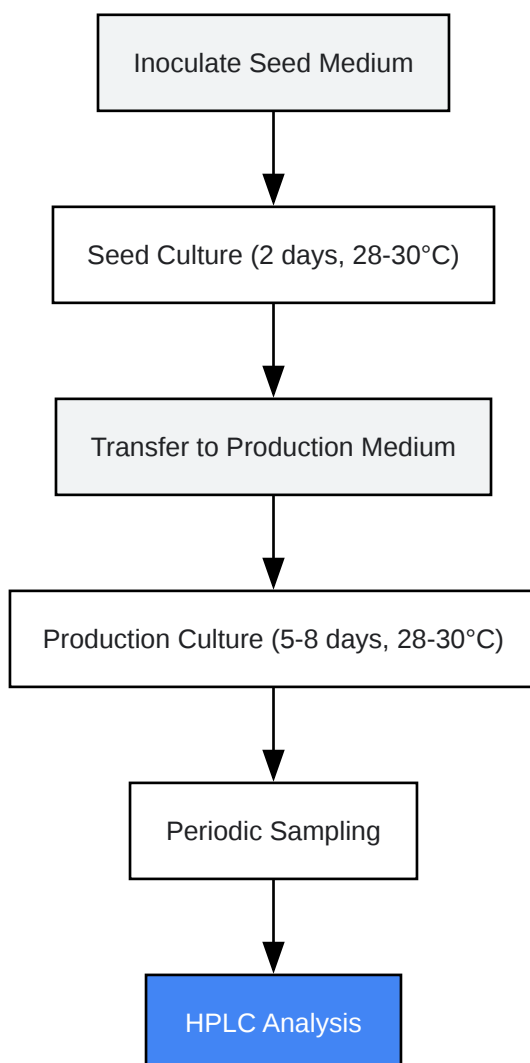 Inoculate Seed Medium
Seed Culture (2 days, 28-30°C)
Transfer to Production Medium
Production Culture (5-8 days, 28-30°C)
Periodic Sampling
HPLC Analysis